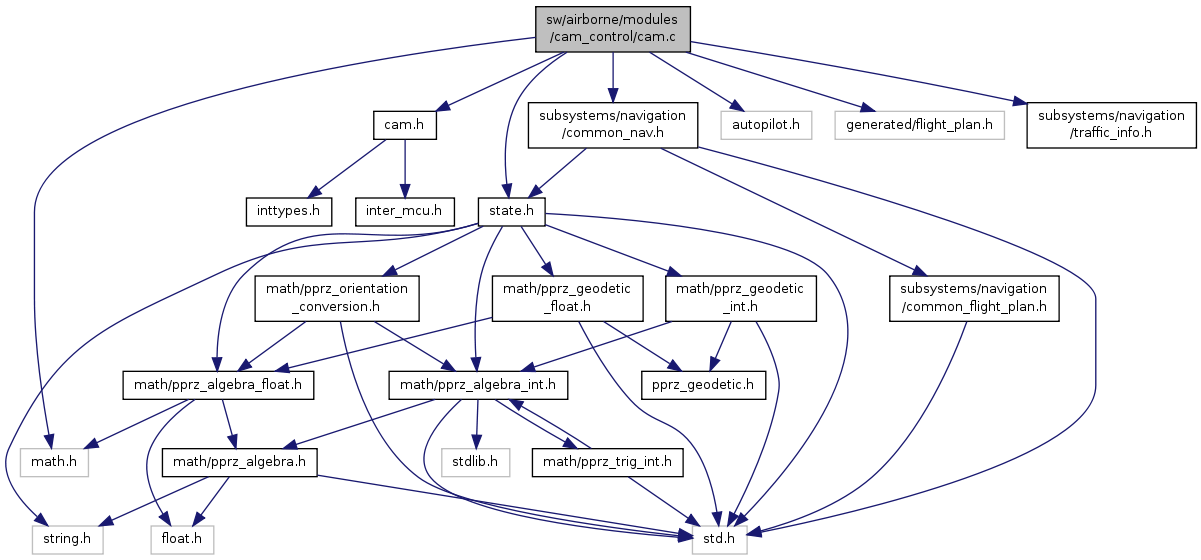 sw/airborne/modules
/cam_control/cam.c
cam.h
subsystems/navigation
/common_nav.h
autopilot.h
generated/flight_plan.h
subsystems/navigation
/traffic_info.h
inttypes.h
inter_mcu.h
state.h
math/pprz_orientation
_conversion.h
math/pprz_geodetic
_float.h
math/pprz_geodetic
_int.h
subsystems/navigation
/common_flight_plan.h
math/pprz_algebra_float.h
math/pprz_algebra_int.h
pprz_geodetic.h
math.h
math/pprz_algebra.h
stdlib.h
math/pprz_trig_int.h
string.h
float.h
std.h